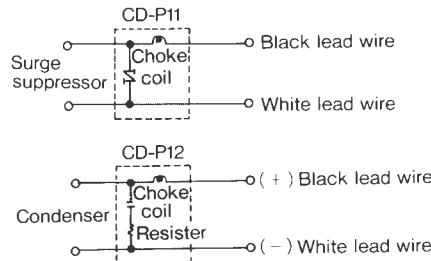 CD-P11
Surge suppressor
Choke coil
Black lead wire
White lead wire
CD-P12
Condenser
Choke coil
Resister
(+) Black lead wire
(−) White lead wire